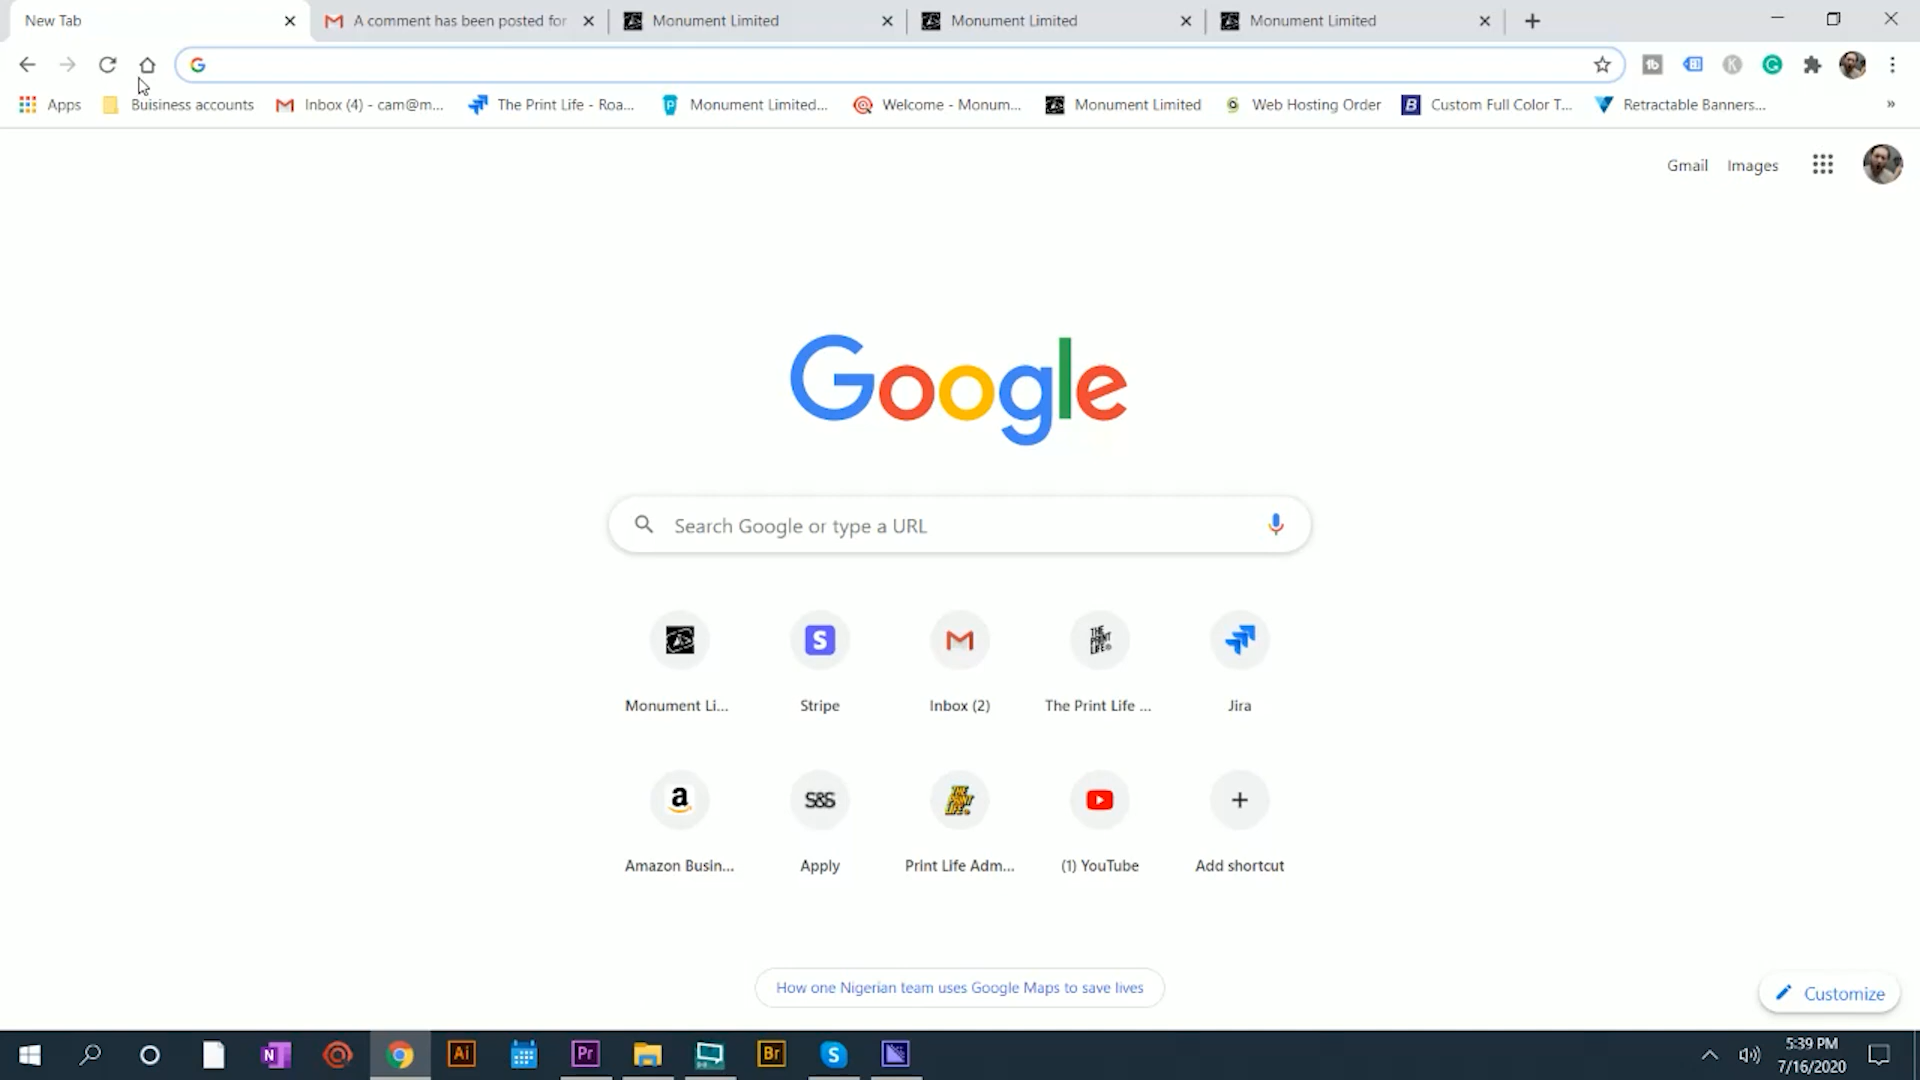 New Tab
A comment has been posted for
Monument Limited
Monument Limited
Monument Limited
Apps
Buisiness accounts
Inbox (4) - cam@m...
The Print Life - Roa...
Monument Limited...
Welcome - Monum...
Monument Limited
Web Hosting Order
Custom Full Color T...
Retractable Banners...
Gmail
Images
Google
Search Google or type a URL
Monument Li...
Stripe
Inbox (2)
The Print Life ...
Jira
Amazon Busin...
Apply
Print Life Adm...
(1) YouTube
Add shortcut
How one Nigerian team uses Google Maps to save lives
Customize
5:39 PM
7/16/2020